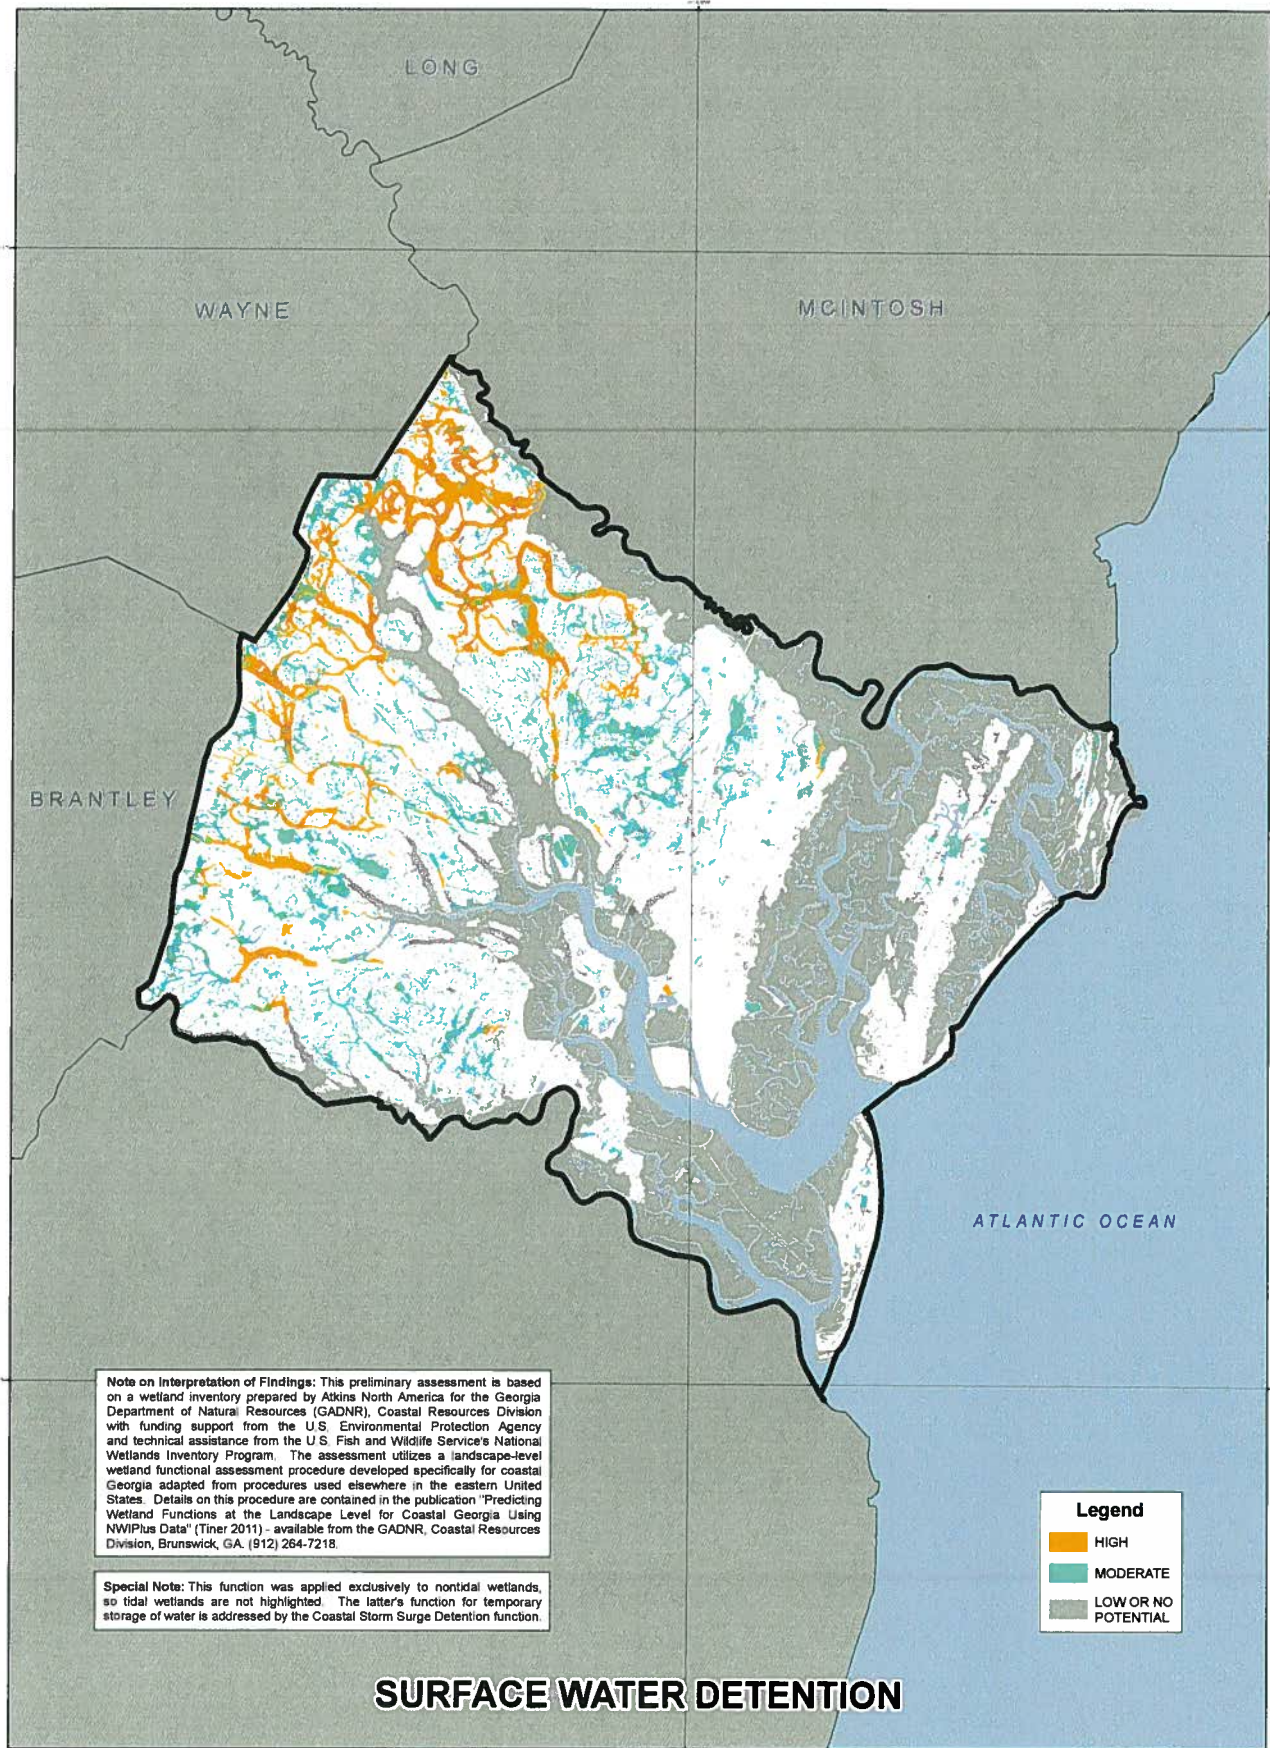 LONG
WAYNE
MCINTOSH
BRANTLEY
ATLANTIC OCEAN
Note on Interpretation of Findings: This preliminary assessment is based
on a wetland inventory prepared by Atkins North America for the Georgia
Department of Natural Resources (GADNR), Coastal Resources Division
with funding support from the U.S. Environmental Protection Agency
and technical assistance from the U.S. Fish and Wildlife Service's National
Wetlands Inventory Program. The assessment utilizes a landscape-level
wetland functional assessment procedure developed specifically for coastal
Georgia adapted from procedures used elsewhere in the eastern United
States. Details on this procedure are contained in the publication "Predicting
Wetland Functions at the Landscape Level for Coastal Georgia Using
NWIPlus Data" (Tiner 2011) - available from the GADNR, Coastal Resources
Division, Brunswick, GA. (912) 264-7218.
Special Note: This function was applied exclusively to nontidal wetlands,
so tidal wetlands are not highlighted. The latter's function for temporary
storage of water is addressed by the Coastal Storm Surge Detention function.
Legend
HIGH
MODERATE
LOW OR NO
POTENTIAL
SURFACE WATER DETENTION